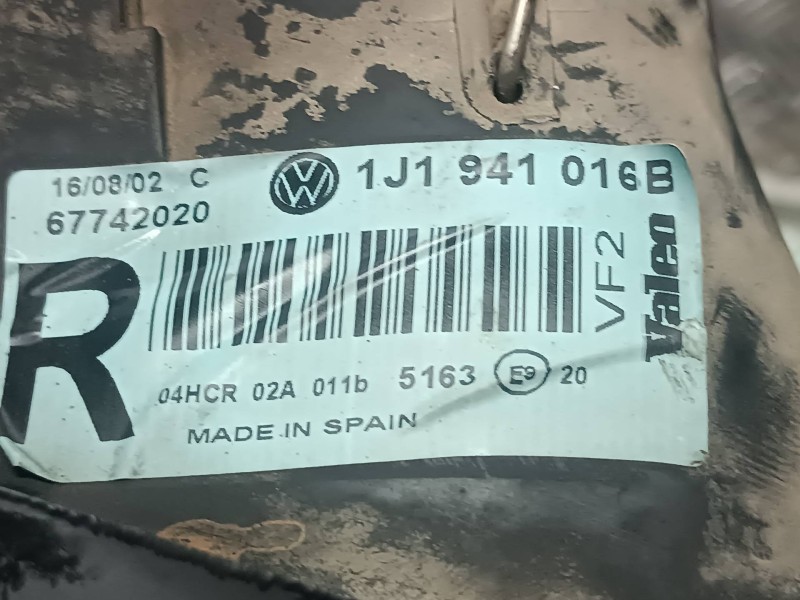 16/08/02 C
1J1 941 016B
67742020
R
VF2
Valeo
04HCR 02A 011b 5163 E9 20
MADE IN SPAIN